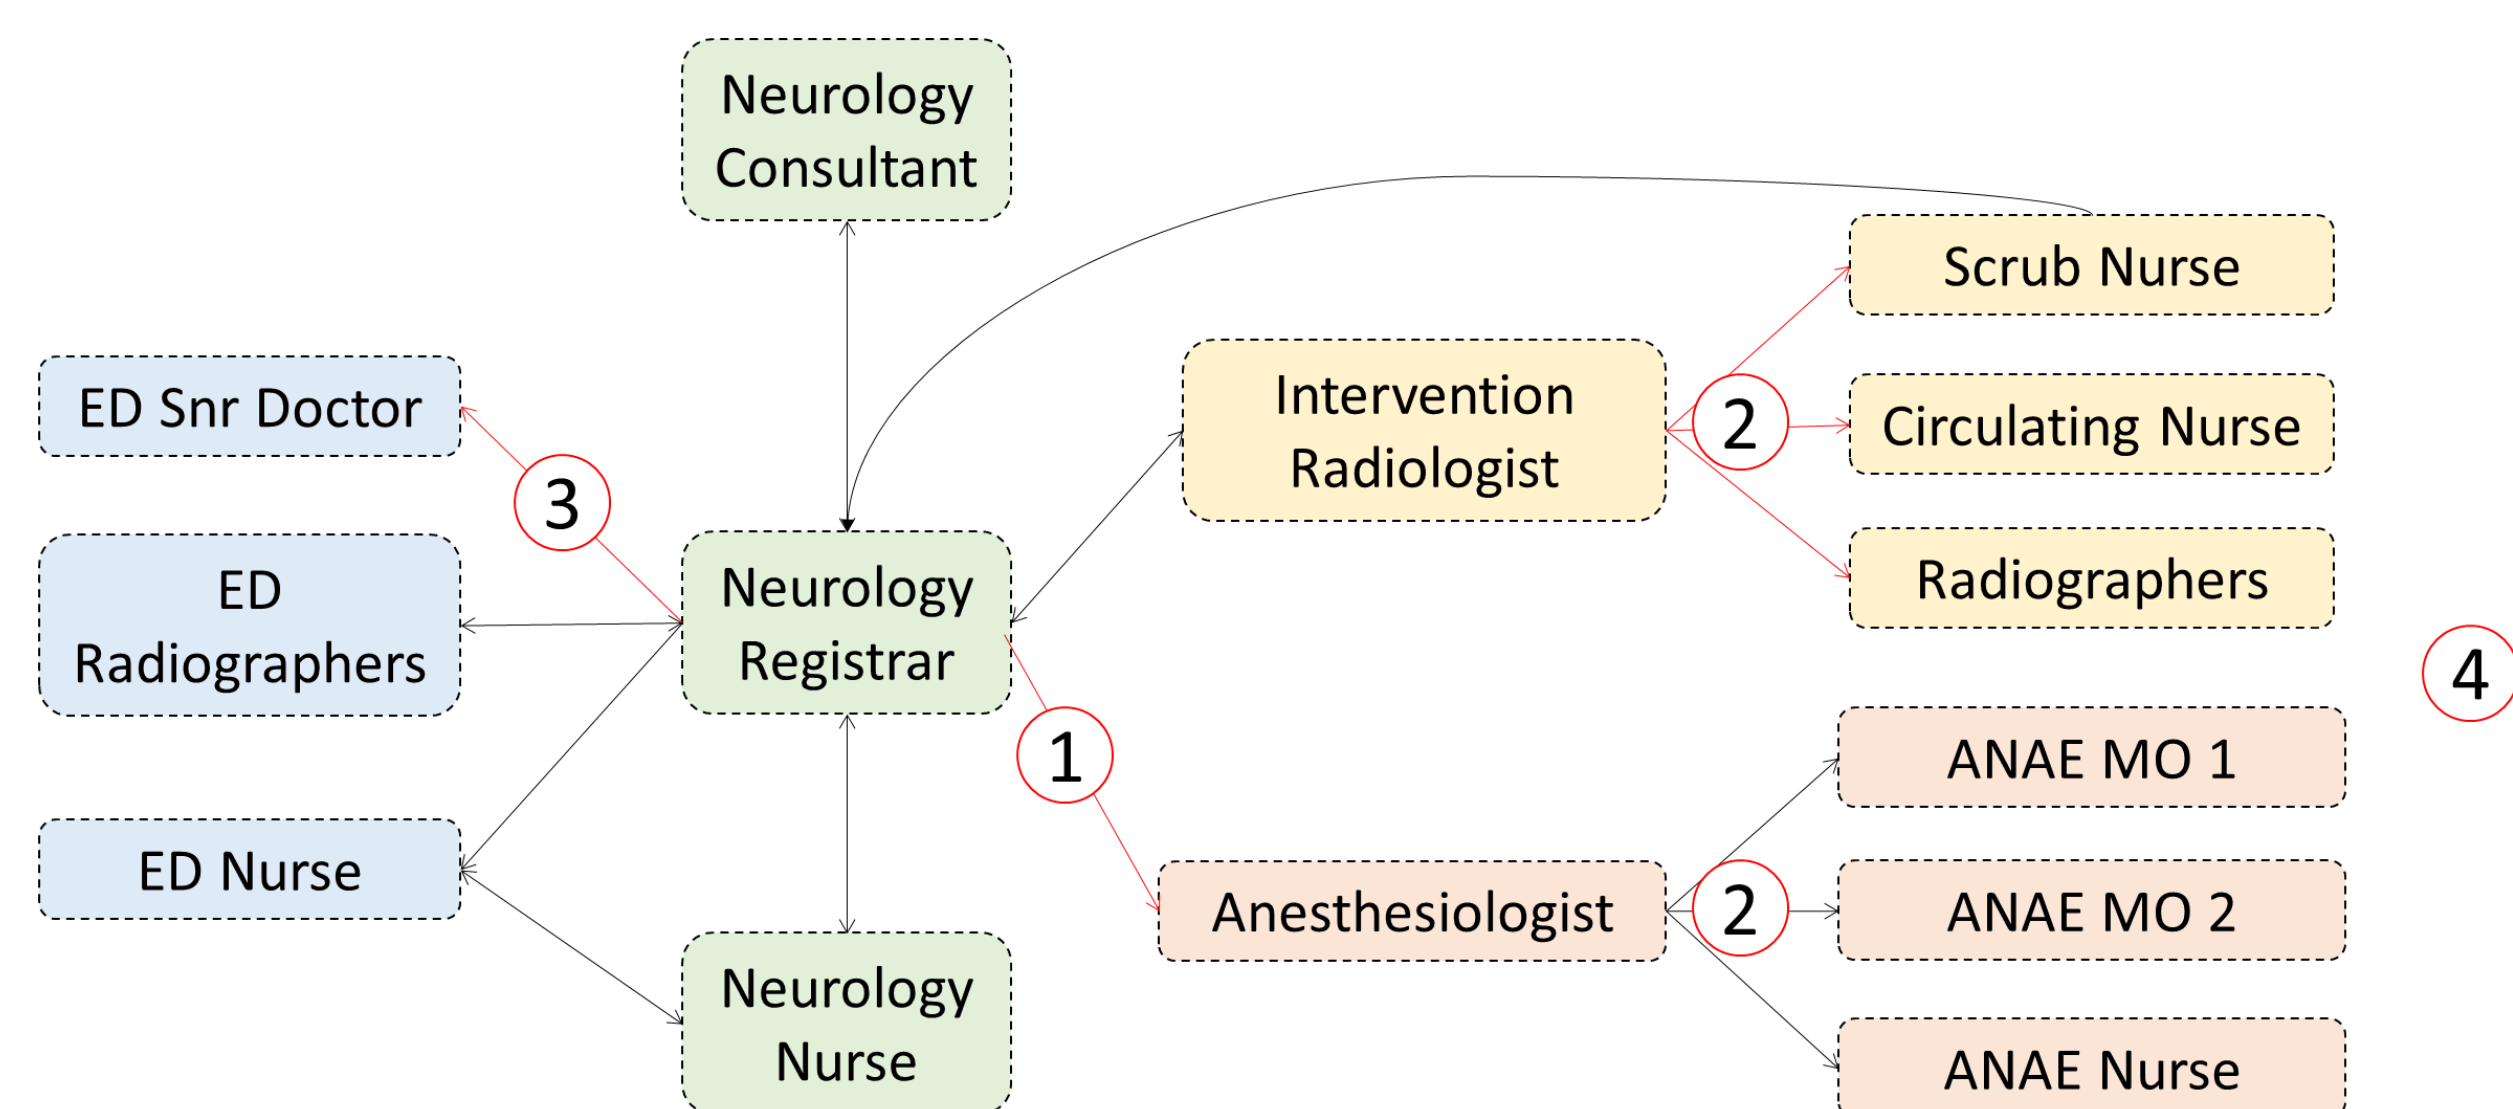 Neurology
Consultant
Scrub Nurse
ED Snr Doctor
Intervention
Radiologist
2
Circulating Nurse
3
ED
Radiographers
Neurology
Registrar
Radiographers
4
1
ANAE MO 1
ED Nurse
Anesthesiologist
2
ANAE MO 2
Neurology
Nurse
ANAE Nurse